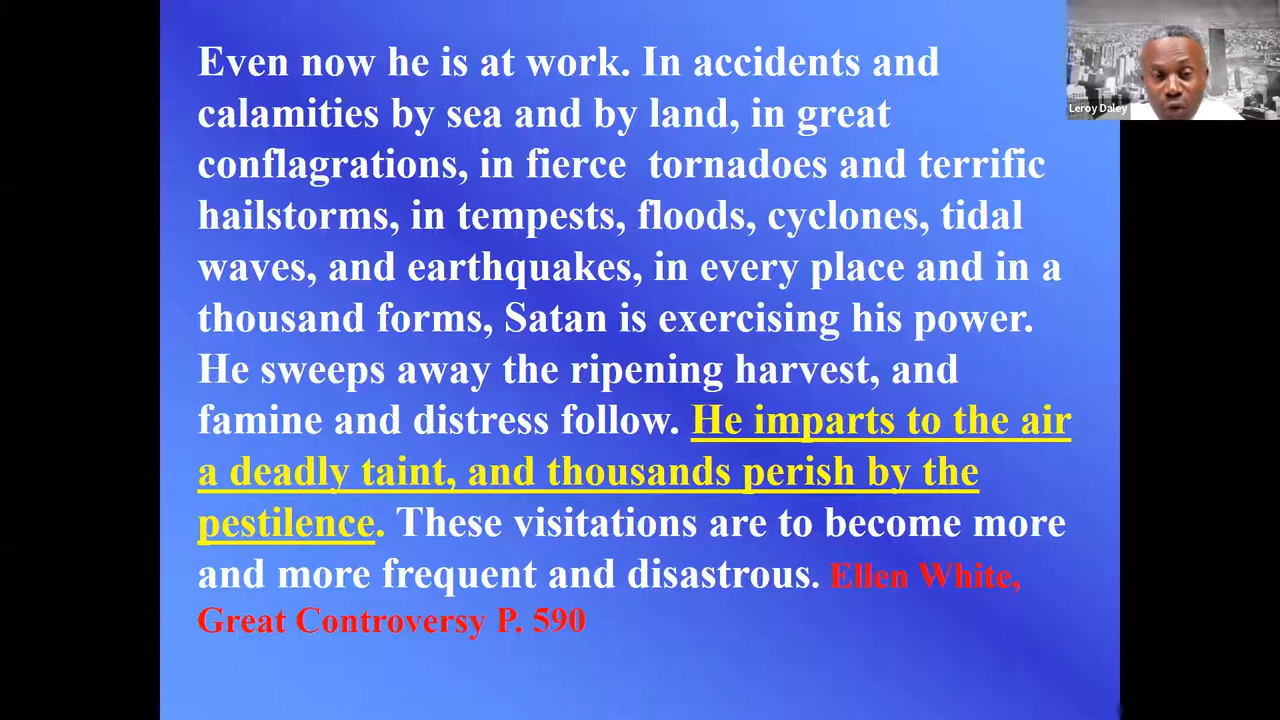 Even now he is at work. In accidents and
calamities by sea and by land, in great
conflagrations, in fierce  tornadoes and terrific
hailstorms, in tempests, floods, cyclones, tidal
waves, and earthquakes, in every place and in a
thousand forms, Satan is exercising his power.
He sweeps away the ripening harvest, and
famine and distress follow. He imparts to the air
a deadly taint, and thousands perish by the
pestilence. These visitations are to become more
and more frequent and disastrous. Ellen White,
Great Controversy P. 590
Leroy Daley